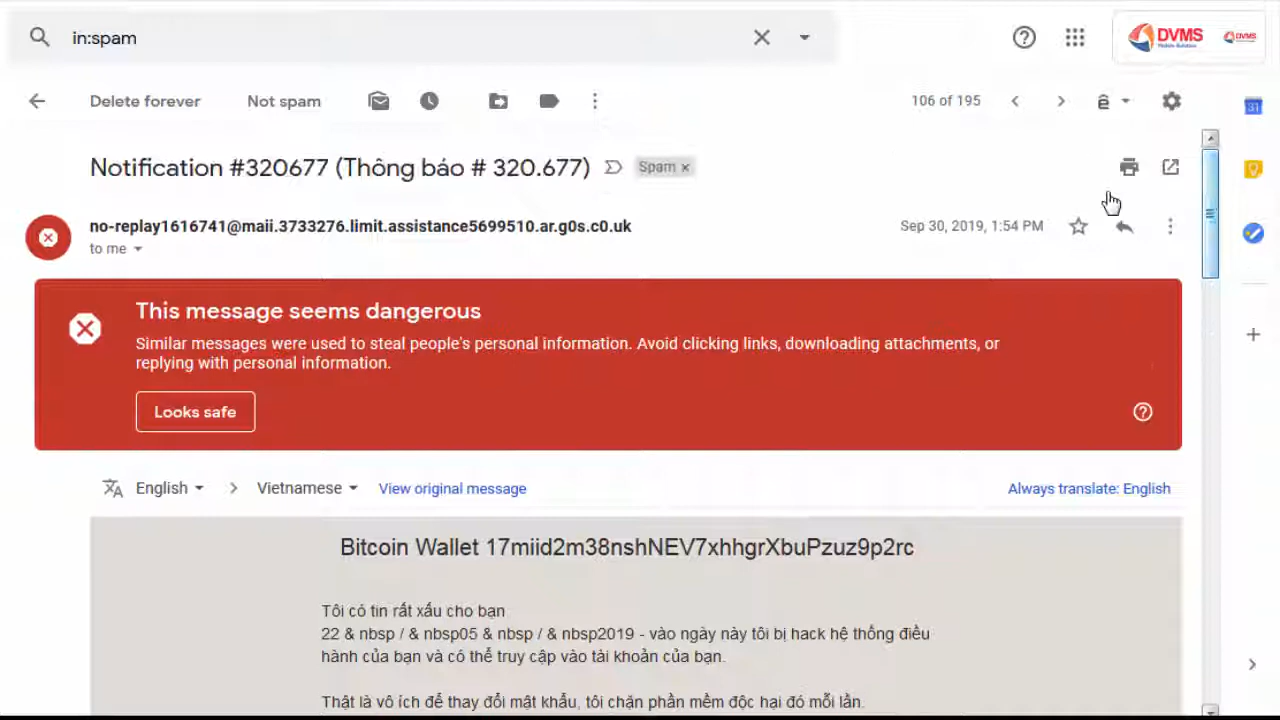 in:spam
DVMS
Mobile Solution
DVMS
Delete forever
Not spam
106 of 195
31
Notification #320677 (Thông báo # 320.677)
Spam ×
no-replay1616741@maii.3733276.limit.assistance5699510.ar.g0s.c0.uk
Sep 30, 2019, 1:54 PM
to me
This message seems dangerous
Similar messages were used to steal people's personal information. Avoid clicking links, downloading attachments, or
replying with personal information.
Looks safe
English
Vietnamese
View original message
Always translate: English
Bitcoin Wallet 17miid2m38nshNEV7xhhgrXbuPzuz9p2rc
Tôi có tin rất xấu cho bạn
22 & nbsp / & nbsp05 & nbsp / & nbsp2019 - vào ngày này tôi bị hack hệ thống điều
hành của bạn và có thể truy cập vào tài khoản của bạn.
Thật là vô ích để thay đổi mật khẩu, tôi chặn phần mềm độc hại đó mỗi lần.